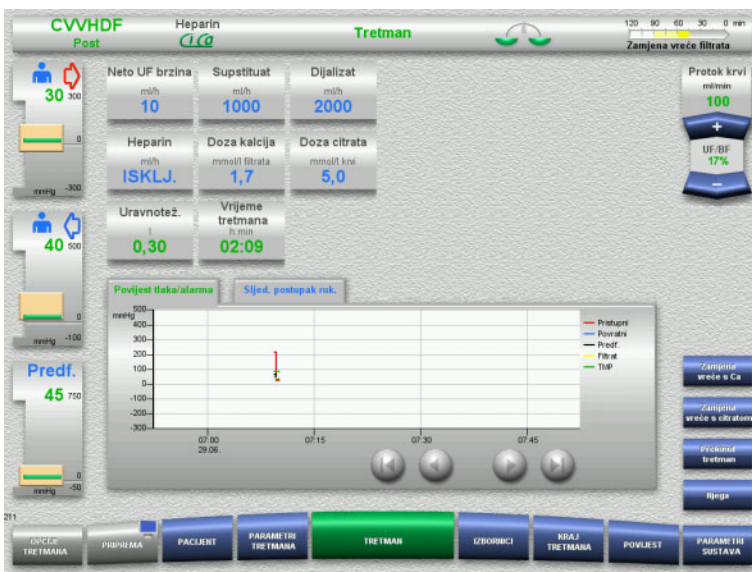 CVVHDF
Post
Heparin
CiCa
Tretman
120 90 60 30 0 min
Zamjena vreće filtrata
30 300
0
mmHg -300
Neto UF brzina
ml/h
10
Supstituat
ml/h
1000
Dijalizat
ml/h
2000
Protok krvi
ml/min
100
+
UF/BF
17%
−
Heparin
ml/h
ISKLJ.
Doza kalcija
mmol/l filtrata
1,7
Doza citrata
mmol/l krvi
5,0
40 500
0
mmHg -100
Uravnotež.
l
0,30
Vrijeme
tretmana
h:min
02:09
Povijest tlaka/alarma
Sljed. postupak ruk.
mmHg
500
400
300
200
100
0
-100
-200
-300
07:00
29.06.
07:15
07:30
07:45
Pristupni
Povratni
Predf.
Filtrat
TMP
Predf.
45 750
0
mmHg -50
Zamjena
vreće s Ca
Zamjena
vreće s citratom
Prekinuti
tretman
Njega
211
OPCIJE
TRETMANA
PRIPREMA
PACIJENT
PARAMETRI
TRETMANA
TRETMAN
IZBORNICI
KRAJ
TRETMANA
POVIJEST
PARAMETRI
SUSTAVA